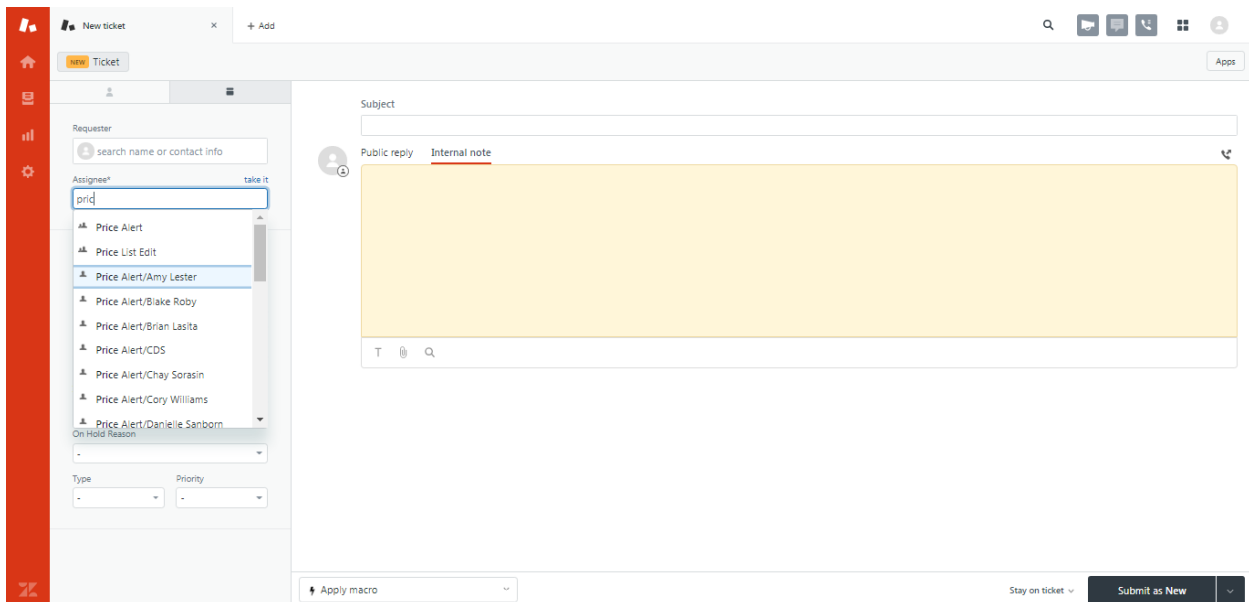 New ticket × + Add
NEW Ticket
Apps
Requester
search name or contact info
Assignee* take it
pric
Price Alert
Price List Edit
Price Alert/Amy Lester
Price Alert/Blake Roby
Price Alert/Brian Lasita
Price Alert/CDS
Price Alert/Chay Sorasin
Price Alert/Cory Williams
Price Alert/Danielle Sanborn
On Hold Reason
-
Type Priority
- -
Subject
Public reply Internal note
T
Apply macro
Stay on ticket
Submit as New